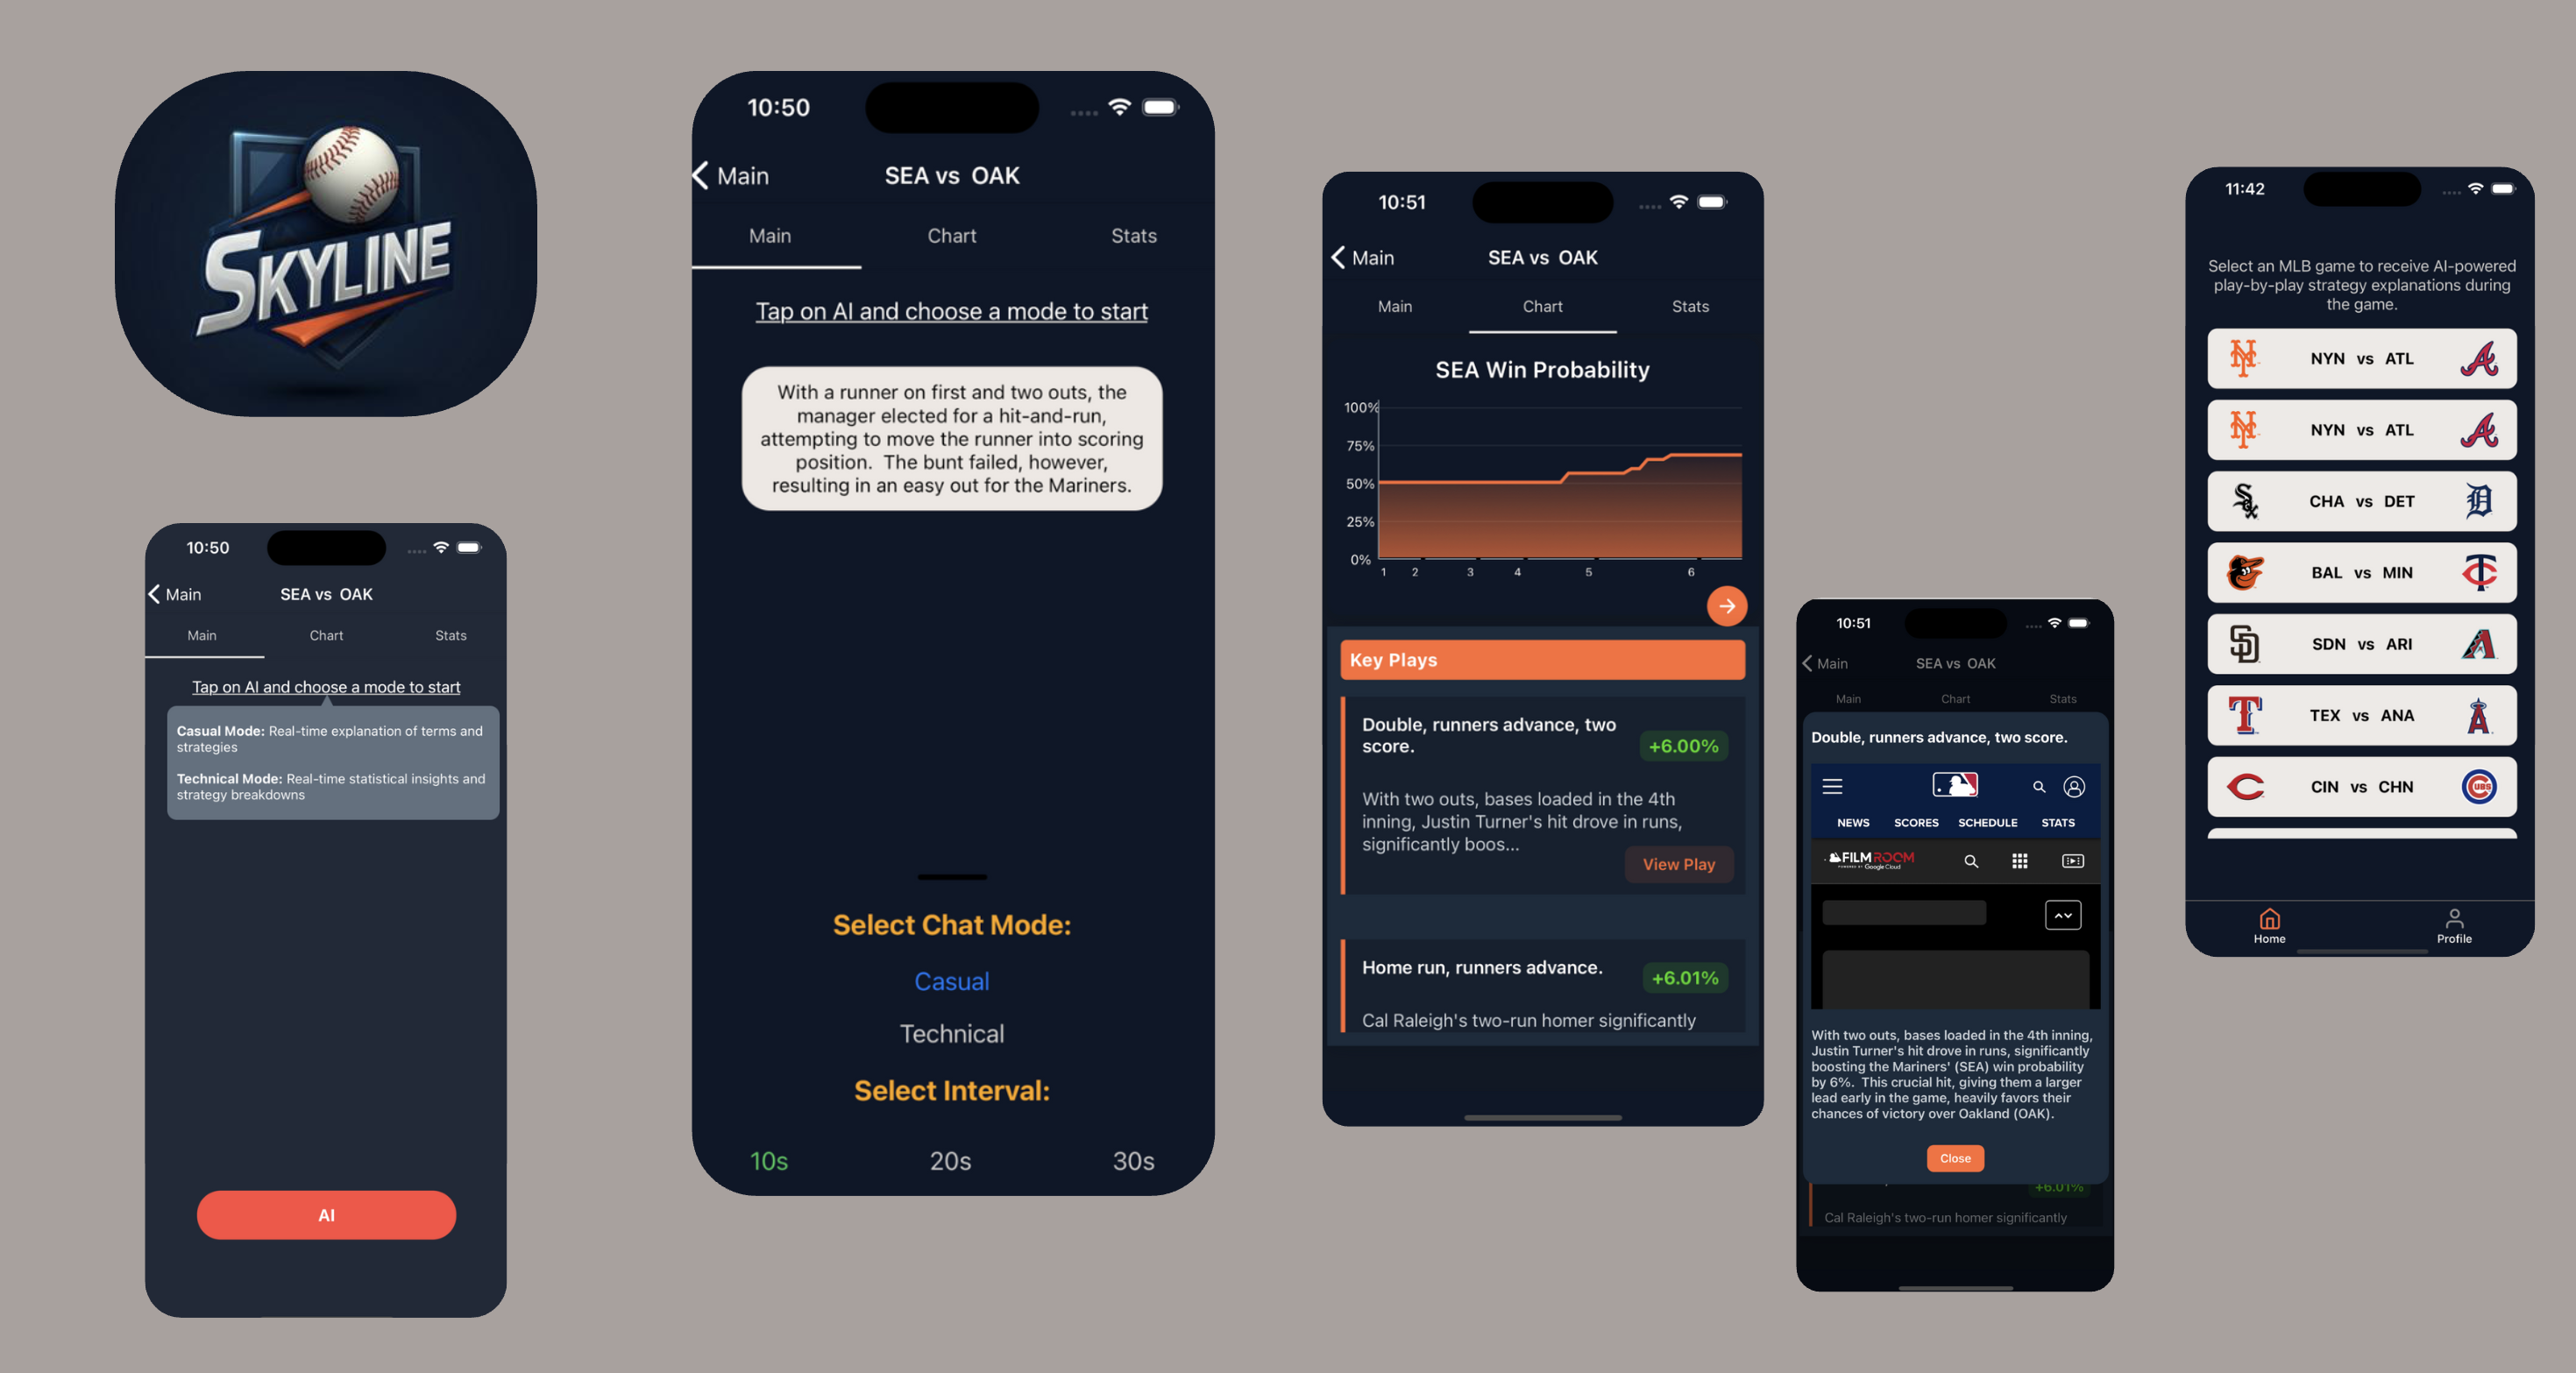 SKYLINE
10:50
Main
SEA vs OAK
Main Chart Stats
Tap on AI and choose a mode to start
Casual Mode: Real-time explanation of terms and
strategies
Technical Mode: Real-time statistical insights and
strategy breakdowns
AI
10:50
Main
SEA vs OAK
Main Chart Stats
Tap on AI and choose a mode to start
With a runner on first and two outs, the
manager elected for a hit-and-run,
attempting to move the runner into scoring
position. The bunt failed, however,
resulting in an easy out for the Mariners.
Select Chat Mode:
Casual
Technical
Select Interval:
10s 20s 30s
10:51
Main
SEA vs OAK
Main Chart Stats
SEA Win Probability
100%
75%
50%
25%
0%
1 2 3 4 5 6
Key Plays
Double, runners advance, two
score.
+6.00%
With two outs, bases loaded in the 4th
inning, Justin Turner's hit drove in runs,
significantly boos...
View Play
Home run, runners advance.
+6.01%
Cal Raleigh's two-run homer significantly
10:51
Main
SEA vs OAK
Main Chart Stats
Double, runners advance, two score.
NEWS SCORES SCHEDULE STATS
FILMROOM
POWERED BY Google Cloud
With two outs, bases loaded in the 4th inning,
Justin Turner's hit drove in runs, significantly
boosting the Mariners' (SEA) win probability
by 6%. This crucial hit, giving them a larger
lead early in the game, heavily favors their
chances of victory over Oakland (OAK).
Close
+6.01%
Cal Raleigh's two-run homer significantly
11:42
Select an MLB game to receive AI-powered
play-by-play strategy explanations during
the game.
NY NYN vs ATL A
NY NYN vs ATL A
Sox CHA vs DET D
BAL vs MIN TC
SD SDN vs ARI A
T TEX vs ANA A
C CIN vs CHN CUBS
Home Profile